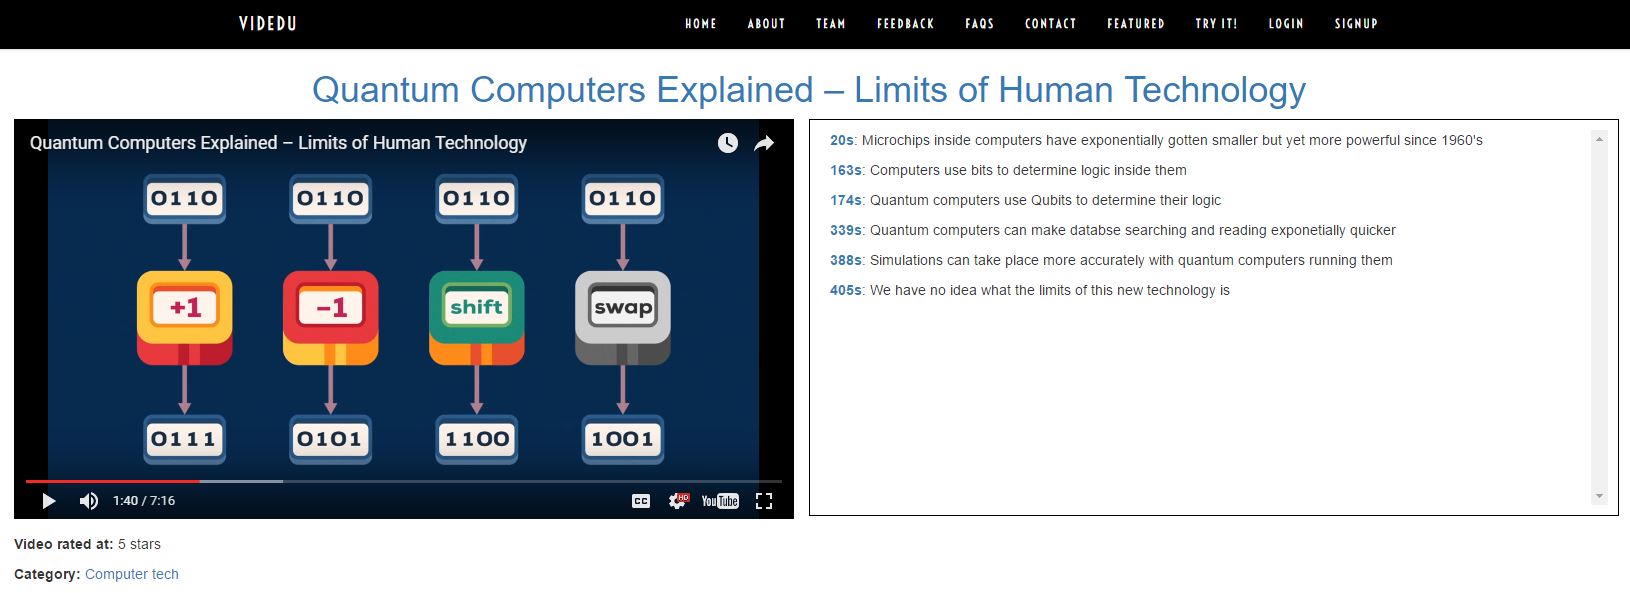 VIDEDU HOME ABOUT TEAM FEEDBACK FAQS CONTACT FEATURED TRY IT! LOGIN SIGNUP
Quantum Computers Explained – Limits of Human Technology
Quantum Computers Explained – Limits of Human Technology
0110 0110 0110 0110
+1 -1 shift swap
0111 0101 1100 1001
1:40 / 7:16 CC HD YouTube
20s: Microchips inside computers have exponentially gotten smaller but yet more powerful since 1960's
163s: Computers use bits to determine logic inside them
174s: Quantum computers use Qubits to determine their logic
339s: Quantum computers can make databse searching and reading exponetially quicker
388s: Simulations can take place more accurately with quantum computers running them
405s: We have no idea what the limits of this new technology is
Video rated at: 5 stars
Category: Computer tech